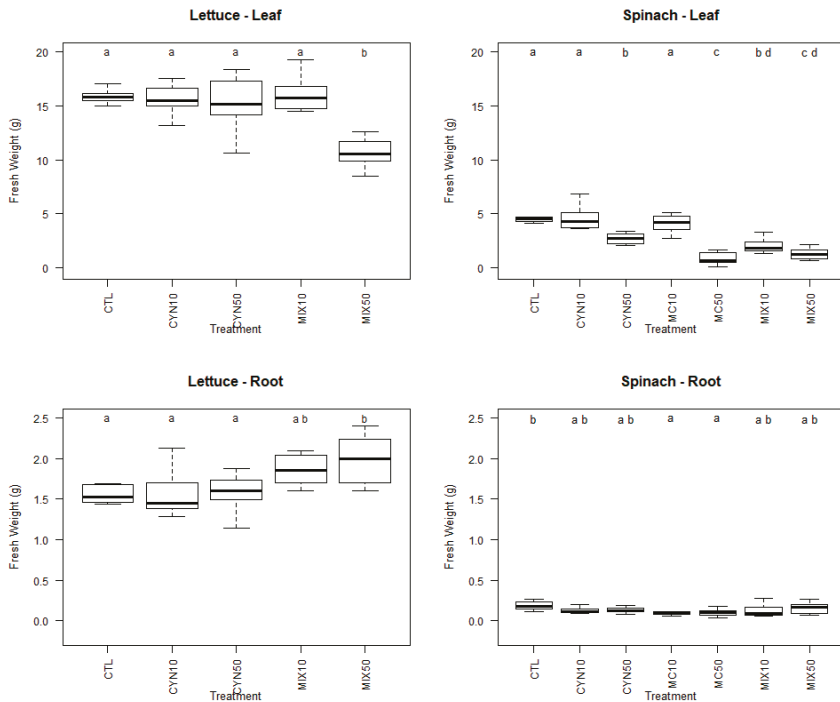 Lettuce - Leaf
a a a a b
Fresh Weight (g)
20
15
10
5
0
CTL CYN10 CYN50 MIX10 MIX50
Treatment
Spinach - Leaf
a a b a c b d c d
Fresh Weight (g)
20
15
10
5
0
CTL CYN10 CYN50 MC10 MC50 MIX10 MIX50
Treatment
Lettuce - Root
a a a a b b
Fresh Weight (g)
2.5
2.0
1.5
1.0
0.5
0.0
CTL CYN10 CYN50 MIX10 MIX50
Treatment
Spinach - Root
b a b a b a a a b a b
Fresh Weight (g)
2.5
2.0
1.5
1.0
0.5
0.0
CTL CYN10 CYN50 MC10 MC50 MIX10 MIX50
Treatment